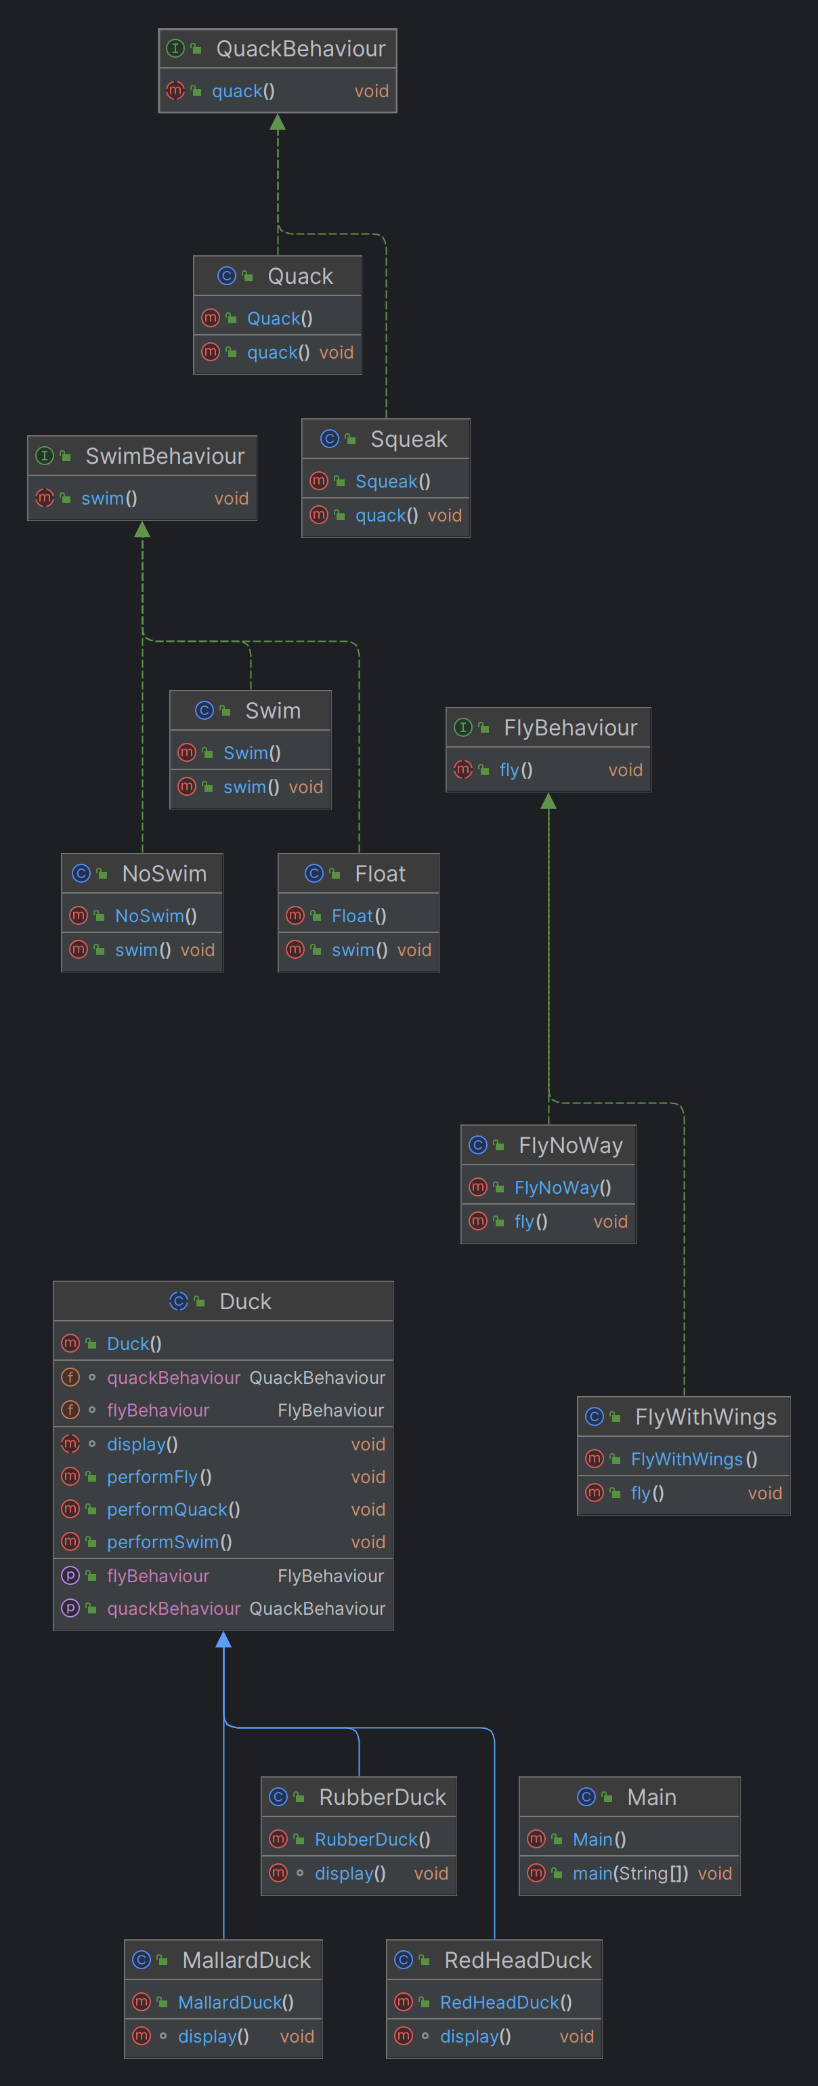 QuackBehaviour
quack() void
Quack
Quack()
quack() void
Squeak
Squeak()
quack() void
SwimBehaviour
swim() void
Swim
Swim()
swim() void
FlyBehaviour
fly() void
NoSwim
NoSwim()
swim() void
Float
Float()
swim() void
FlyNoWay
FlyNoWay()
fly() void
Duck
Duck()
quackBehaviour QuackBehaviour
flyBehaviour FlyBehaviour
display() void
performFly() void
performQuack() void
performSwim() void
flyBehaviour FlyBehaviour
quackBehaviour QuackBehaviour
FlyWithWings
FlyWithWings()
fly() void
RubberDuck
RubberDuck()
display() void
Main
Main()
main(String[]) void
MallardDuck
MallardDuck()
display() void
RedHeadDuck
RedHeadDuck()
display() void